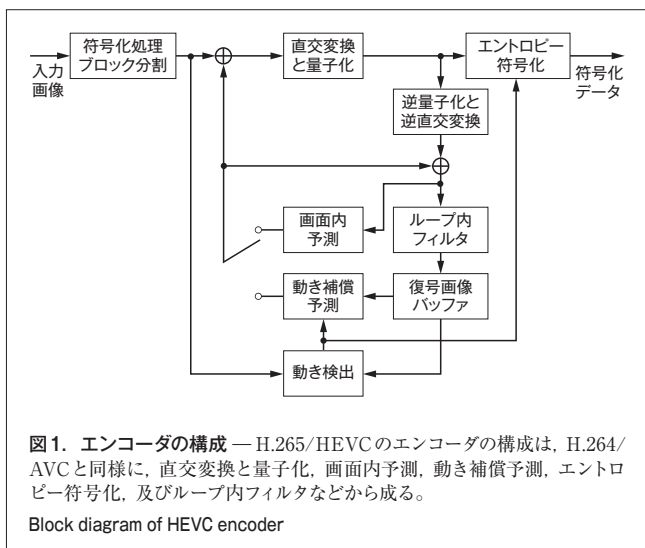 符号化処理
ブロック分割
直交変換
と量子化
エントロピー
符号化
入力
画像
符号化
データ
逆量子化と
逆直交変換
画面内
予測
ループ内
フィルタ
動き補償
予測
復号画像
バッファ
動き検出
図1. エンコーダの構成 — H.265/HEVCのエンコーダの構成は，H.264/
AVCと同様に，直交変換と量子化，画面内予測，動き補償予測，エントロ
ピー符号化，及びループ内フィルタなどから成る。
Block diagram of HEVC encoder